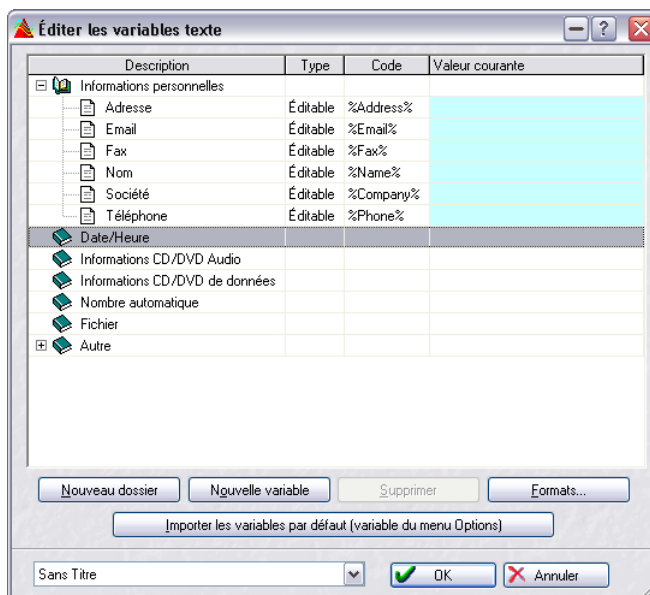 Éditer les variables texte
Description Type Code Valeur courante
Informations personnelles
Adresse Éditable %Address%
Email Éditable %Email%
Fax Éditable %Fax%
Nom Éditable %Name%
Société Éditable %Company%
Téléphone Éditable %Phone%
Date/Heure
Informations CD/DVD Audio
Informations CD/DVD de données
Nombre automatique
Fichier
Autre
Nouveau dossier Nouvelle variable Supprimer Formats...
Importer les variables par défaut (variable du menu Options)
Sans Titre OK Annuler